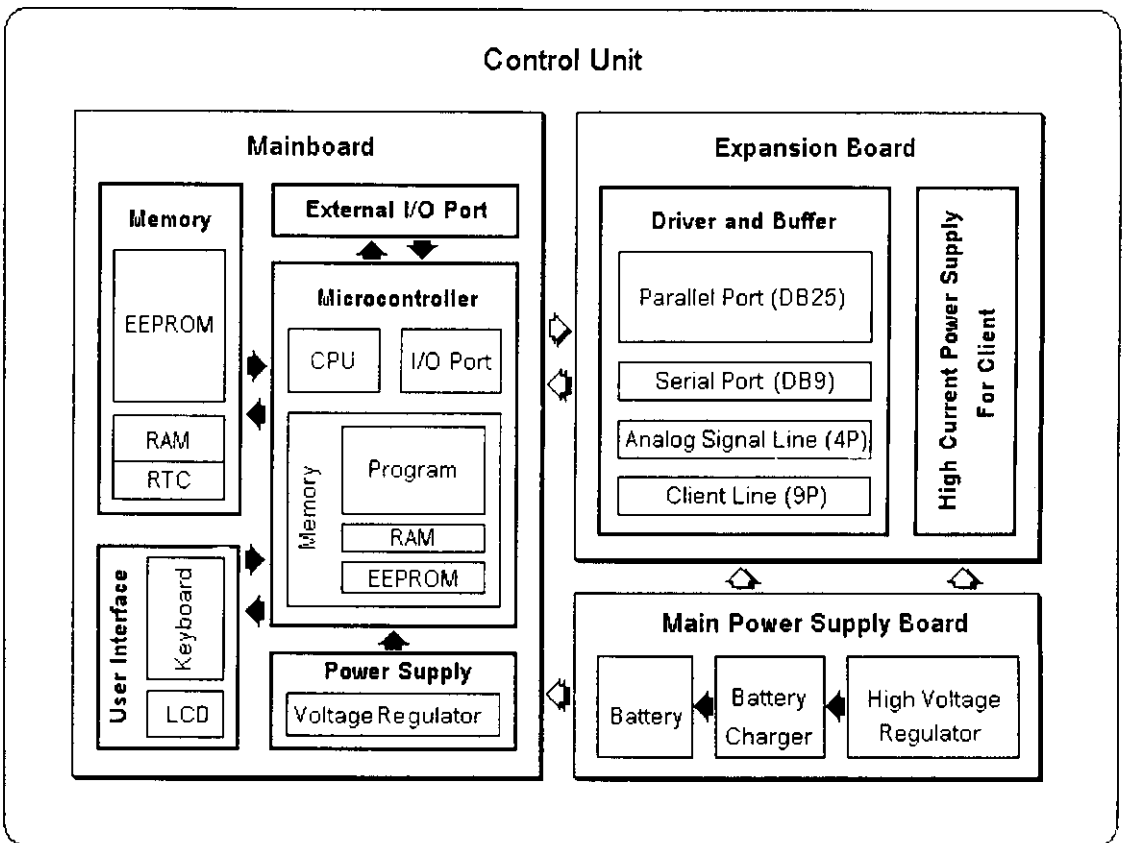 Control Unit
Mainboard
Memory
EEPROM
RAM
RTC
External I/O Port
Microcontroller
CPU
I/O Port
Memory
Program
RAM
EEPROM
User Interface
Keyboard
LCD
Power Supply
Voltage Regulator
Expansion Board
Driver and Buffer
Parallel Port (DB25)
Serial Port (DB9)
Analog Signal Line (4P)
Client Line (9P)
High Current Power Supply
For Client
Main Power Supply Board
Battery
Battery
Charger
High Voltage
Regulator